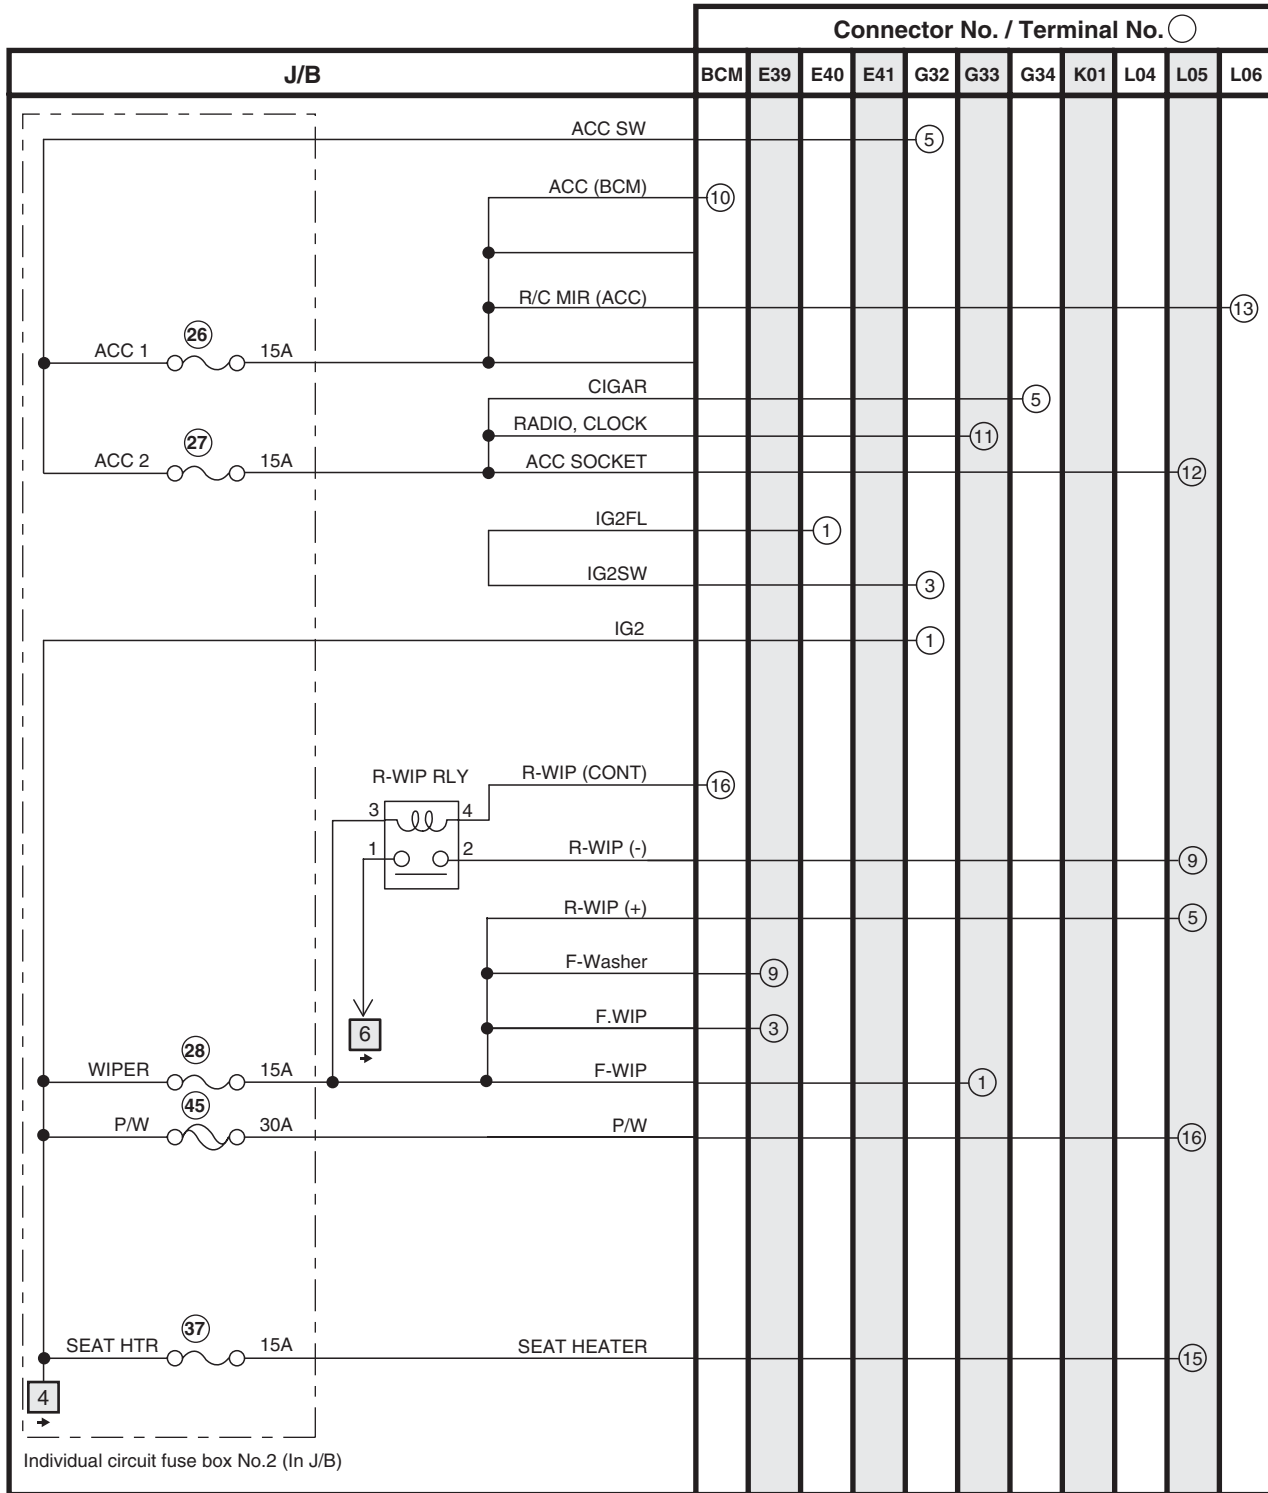 Connector No. / Terminal No.
J/B BCM E39 E40 E41 G32 G33 G34 K01 L04 L05 L06
ACC SW 5
ACC (BCM) 10
R/C MIR (ACC) 13
26
ACC 1 15A
CIGAR 5
RADIO, CLOCK 11
27
ACC 2 15A ACC SOCKET 12
IG2FL 1
IG2SW 3
IG2 1
R-WIP RLY R-WIP (CONT) 16
3 4
1 2 R-WIP (-) 9
R-WIP (+) 5
F-Washer 9
6 F.WIP 3
28
WIPER 15A F-WIP 1
45
P/W 30A P/W 16
37
SEAT HTR 15A SEAT HEATER 15
4
Individual circuit fuse box No.2 (In J/B)